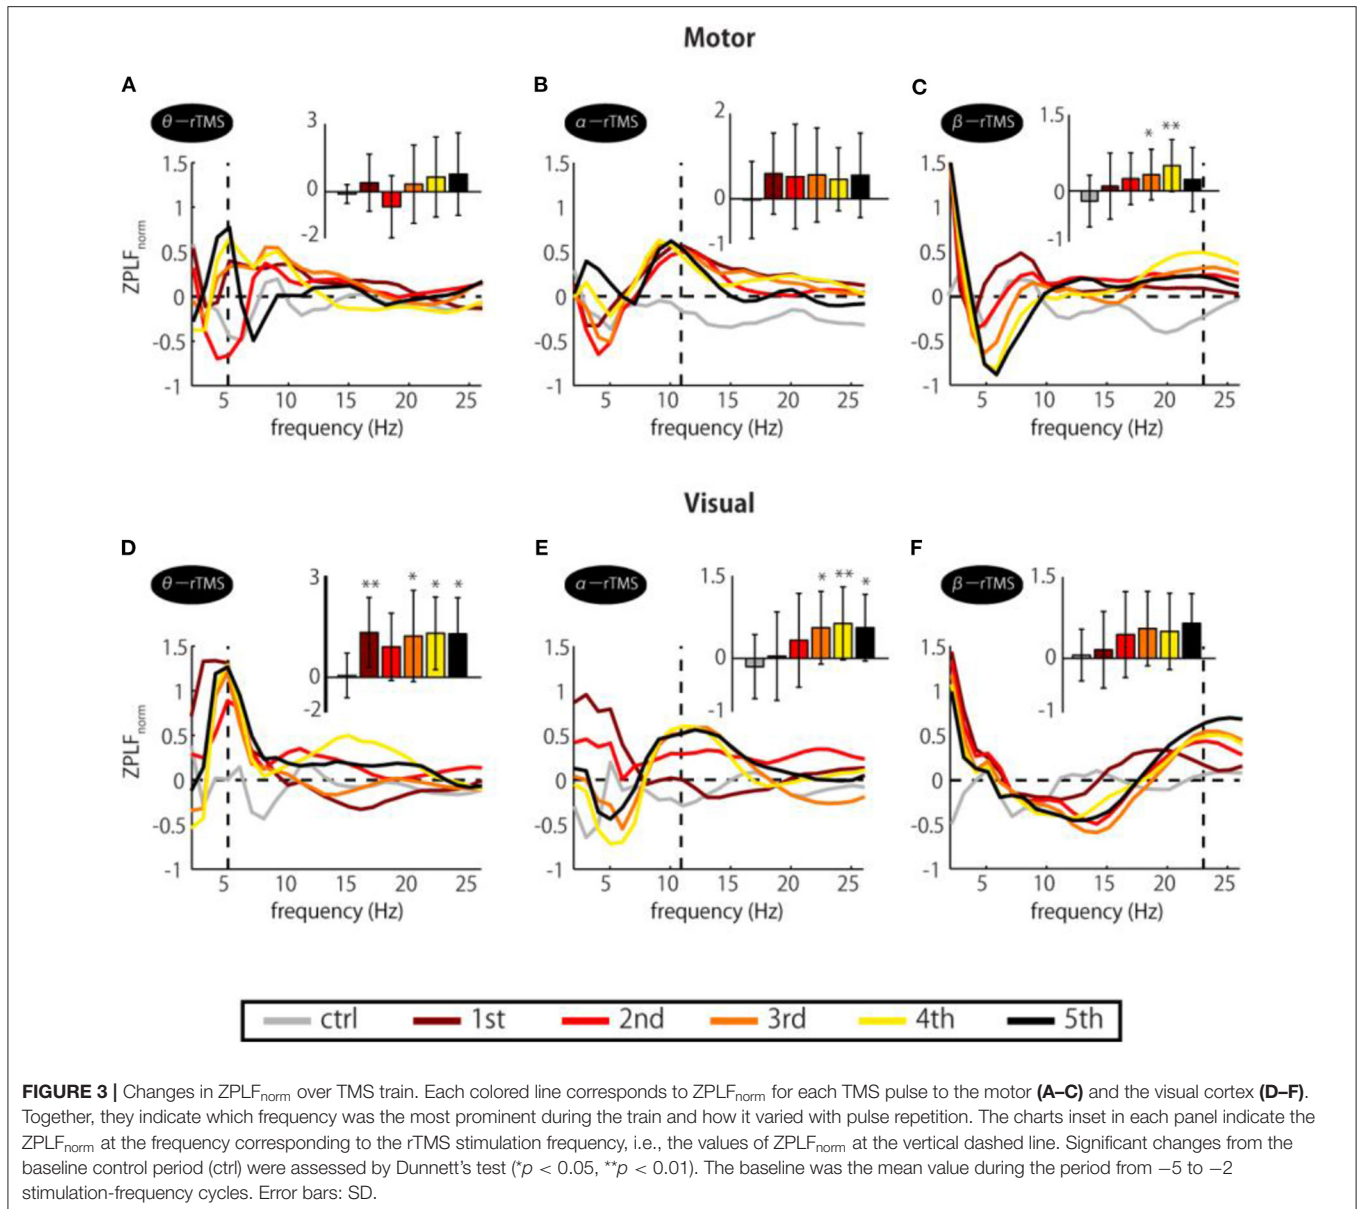 Motor
A
B
C
θ—rTMS
α—rTMS
β—rTMS
3
0
-2
2
0
-1
1.5
0
-1
* **
1.5
1
0.5
0
-0.5
-1
ZPLFnorm
5 10 15 20 25
frequency (Hz)
1.5
1
0.5
0
-0.5
-1
5 10 15 20 25
frequency (Hz)
1.5
1
0.5
0
-0.5
-1
5 10 15 20 25
frequency (Hz)
Visual
D
E
F
θ—rTMS
α—rTMS
β—rTMS
3
0
-2
** * * *
1.5
0
-1
* ** *
1.5
0
-1
1.5
1
0.5
0
-0.5
-1
ZPLFnorm
5 10 15 20 25
frequency (Hz)
1.5
1
0.5
0
-0.5
-1
5 10 15 20 25
frequency (Hz)
1.5
1
0.5
0
-0.5
-1
5 10 15 20 25
frequency (Hz)
ctrl 1st 2nd 3rd 4th 5th
FIGURE 3 | Changes in ZPLFnorm over TMS train. Each colored line corresponds to ZPLFnorm for each TMS pulse to the motor (A–C) and the visual cortex (D–F).
Together, they indicate which frequency was the most prominent during the train and how it varied with pulse repetition. The charts inset in each panel indicate the
ZPLFnorm at the frequency corresponding to the rTMS stimulation frequency, i.e., the values of ZPLFnorm at the vertical dashed line. Significant changes from the
baseline control period (ctrl) were assessed by Dunnett's test (*p < 0.05, **p < 0.01). The baseline was the mean value during the period from −5 to −2
stimulation-frequency cycles. Error bars: SD.